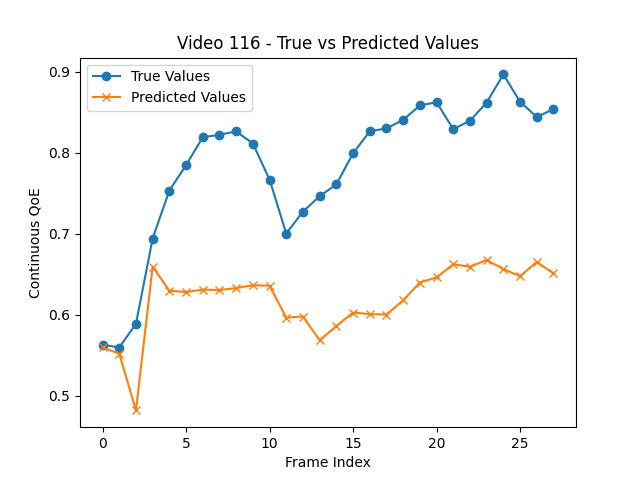 Video 116 - True vs Predicted Values
True Values
Predicted Values
Continuous QoE
0.9
0.8
0.7
0.6
0.5
0 5 10 15 20 25
Frame Index